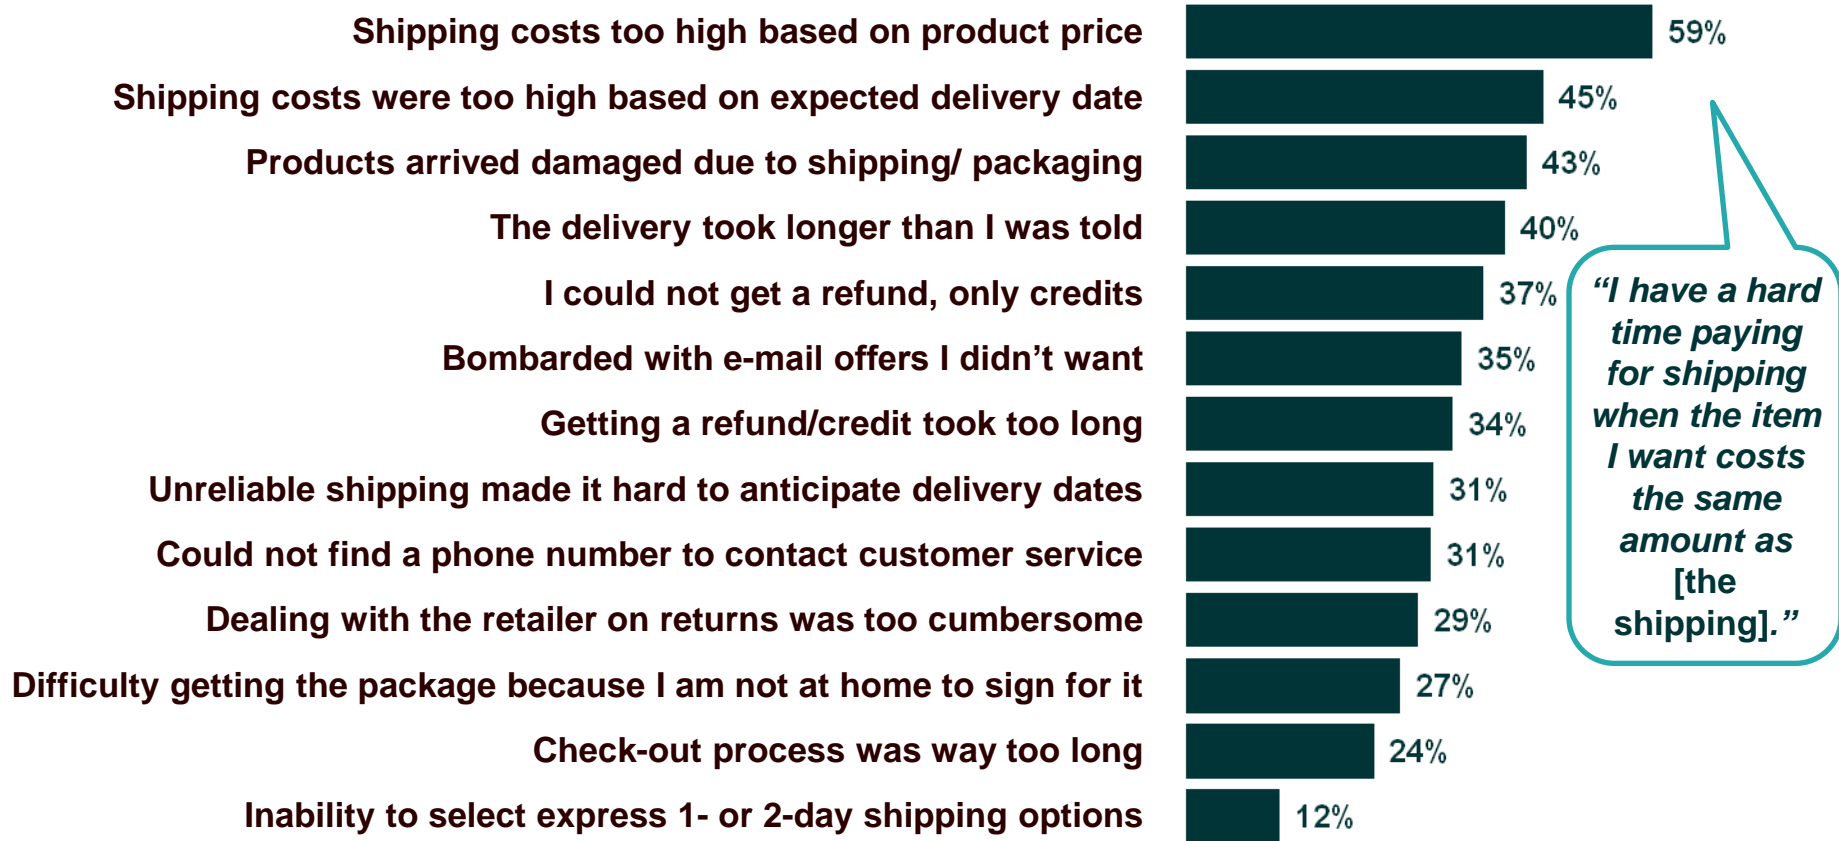 Shipping costs too high based on product price 59%
Shipping costs were too high based on expected delivery date 45%
Products arrived damaged due to shipping/ packaging 43%
The delivery took longer than I was told 40%
I could not get a refund, only credits 37%
Bombarded with e-mail offers I didn’t want 35%
Getting a refund/credit took too long 34%
Unreliable shipping made it hard to anticipate delivery dates 31%
Could not find a phone number to contact customer service 31%
Dealing with the retailer on returns was too cumbersome 29%
Difficulty getting the package because I am not at home to sign for it 27%
Check-out process was way too long 24%
Inability to select express 1- or 2-day shipping options 12%
“I have a hard
time paying
for shipping
when the item
I want costs
the same
amount as
[the
shipping].”